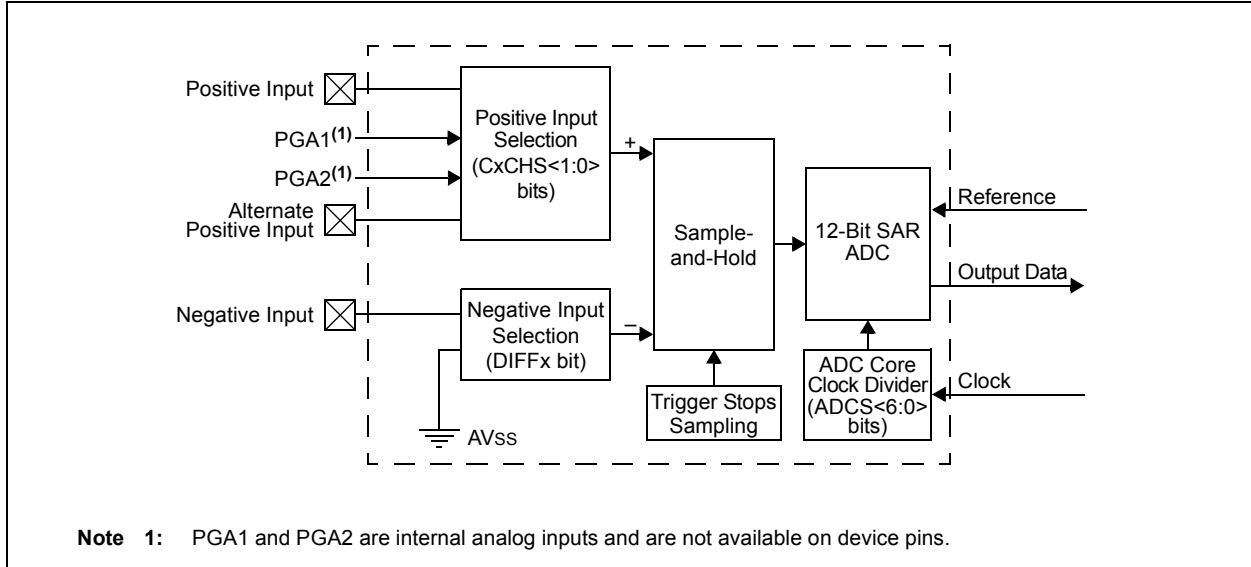 Positive Input
PGA1(1)
PGA2(1)
Alternate
Positive Input
Negative Input
Positive Input
Selection
(CxCHS<1:0>
bits)
+
Negative Input
Selection
(DIFFx bit)
–
AVSS
Sample-
and-Hold
Trigger Stops
Sampling
12-Bit SAR
ADC
ADC Core
Clock Divider
(ADCS<6:0>
bits)
Reference
Output Data
Clock
Note 1: PGA1 and PGA2 are internal analog inputs and are not available on device pins.